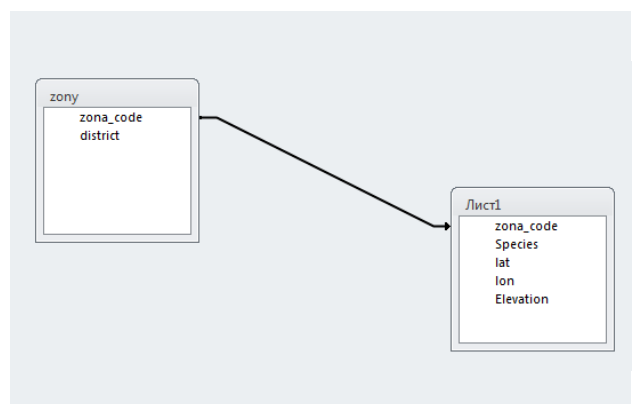 zony
zona_code
district
Лист1
zona_code
Species
lat
lon
Elevation